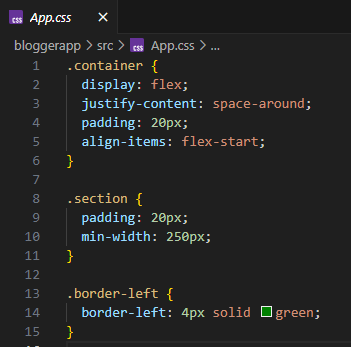 App.css ×
bloggerapp > src > App.css > ...
1 .container {
2   display: flex;
3   justify-content: space-around;
4   padding: 20px;
5   align-items: flex-start;
6 }
7
8 .section {
9   padding: 20px;
10   min-width: 250px;
11 }
12
13 .border-left {
14   border-left: 4px solid green;
15 }
16